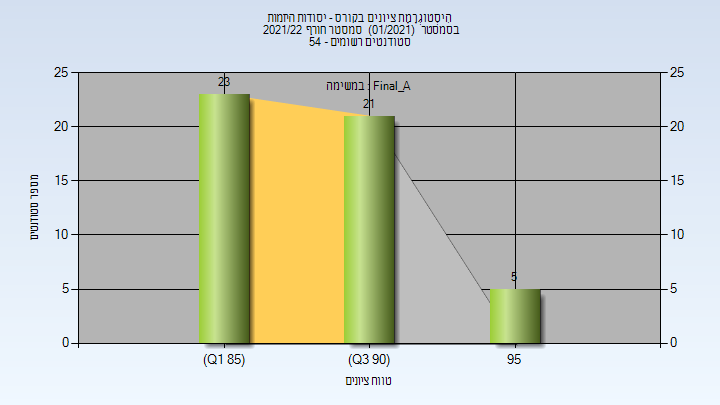 הִיסְטוֹגְרַמַת ציונים בקורס - יסודות היזמות
בסמסטר (01/2021) סמסטר חורף 2021/22
סטודנטים רשומים - 54
במשימה : Final_A
25
20
15
10
5
0
25
20
15
10
5
0
23
21
5
מספר סטודנטים
(Q1 85)
(Q3 90)
95
טווח ציונים